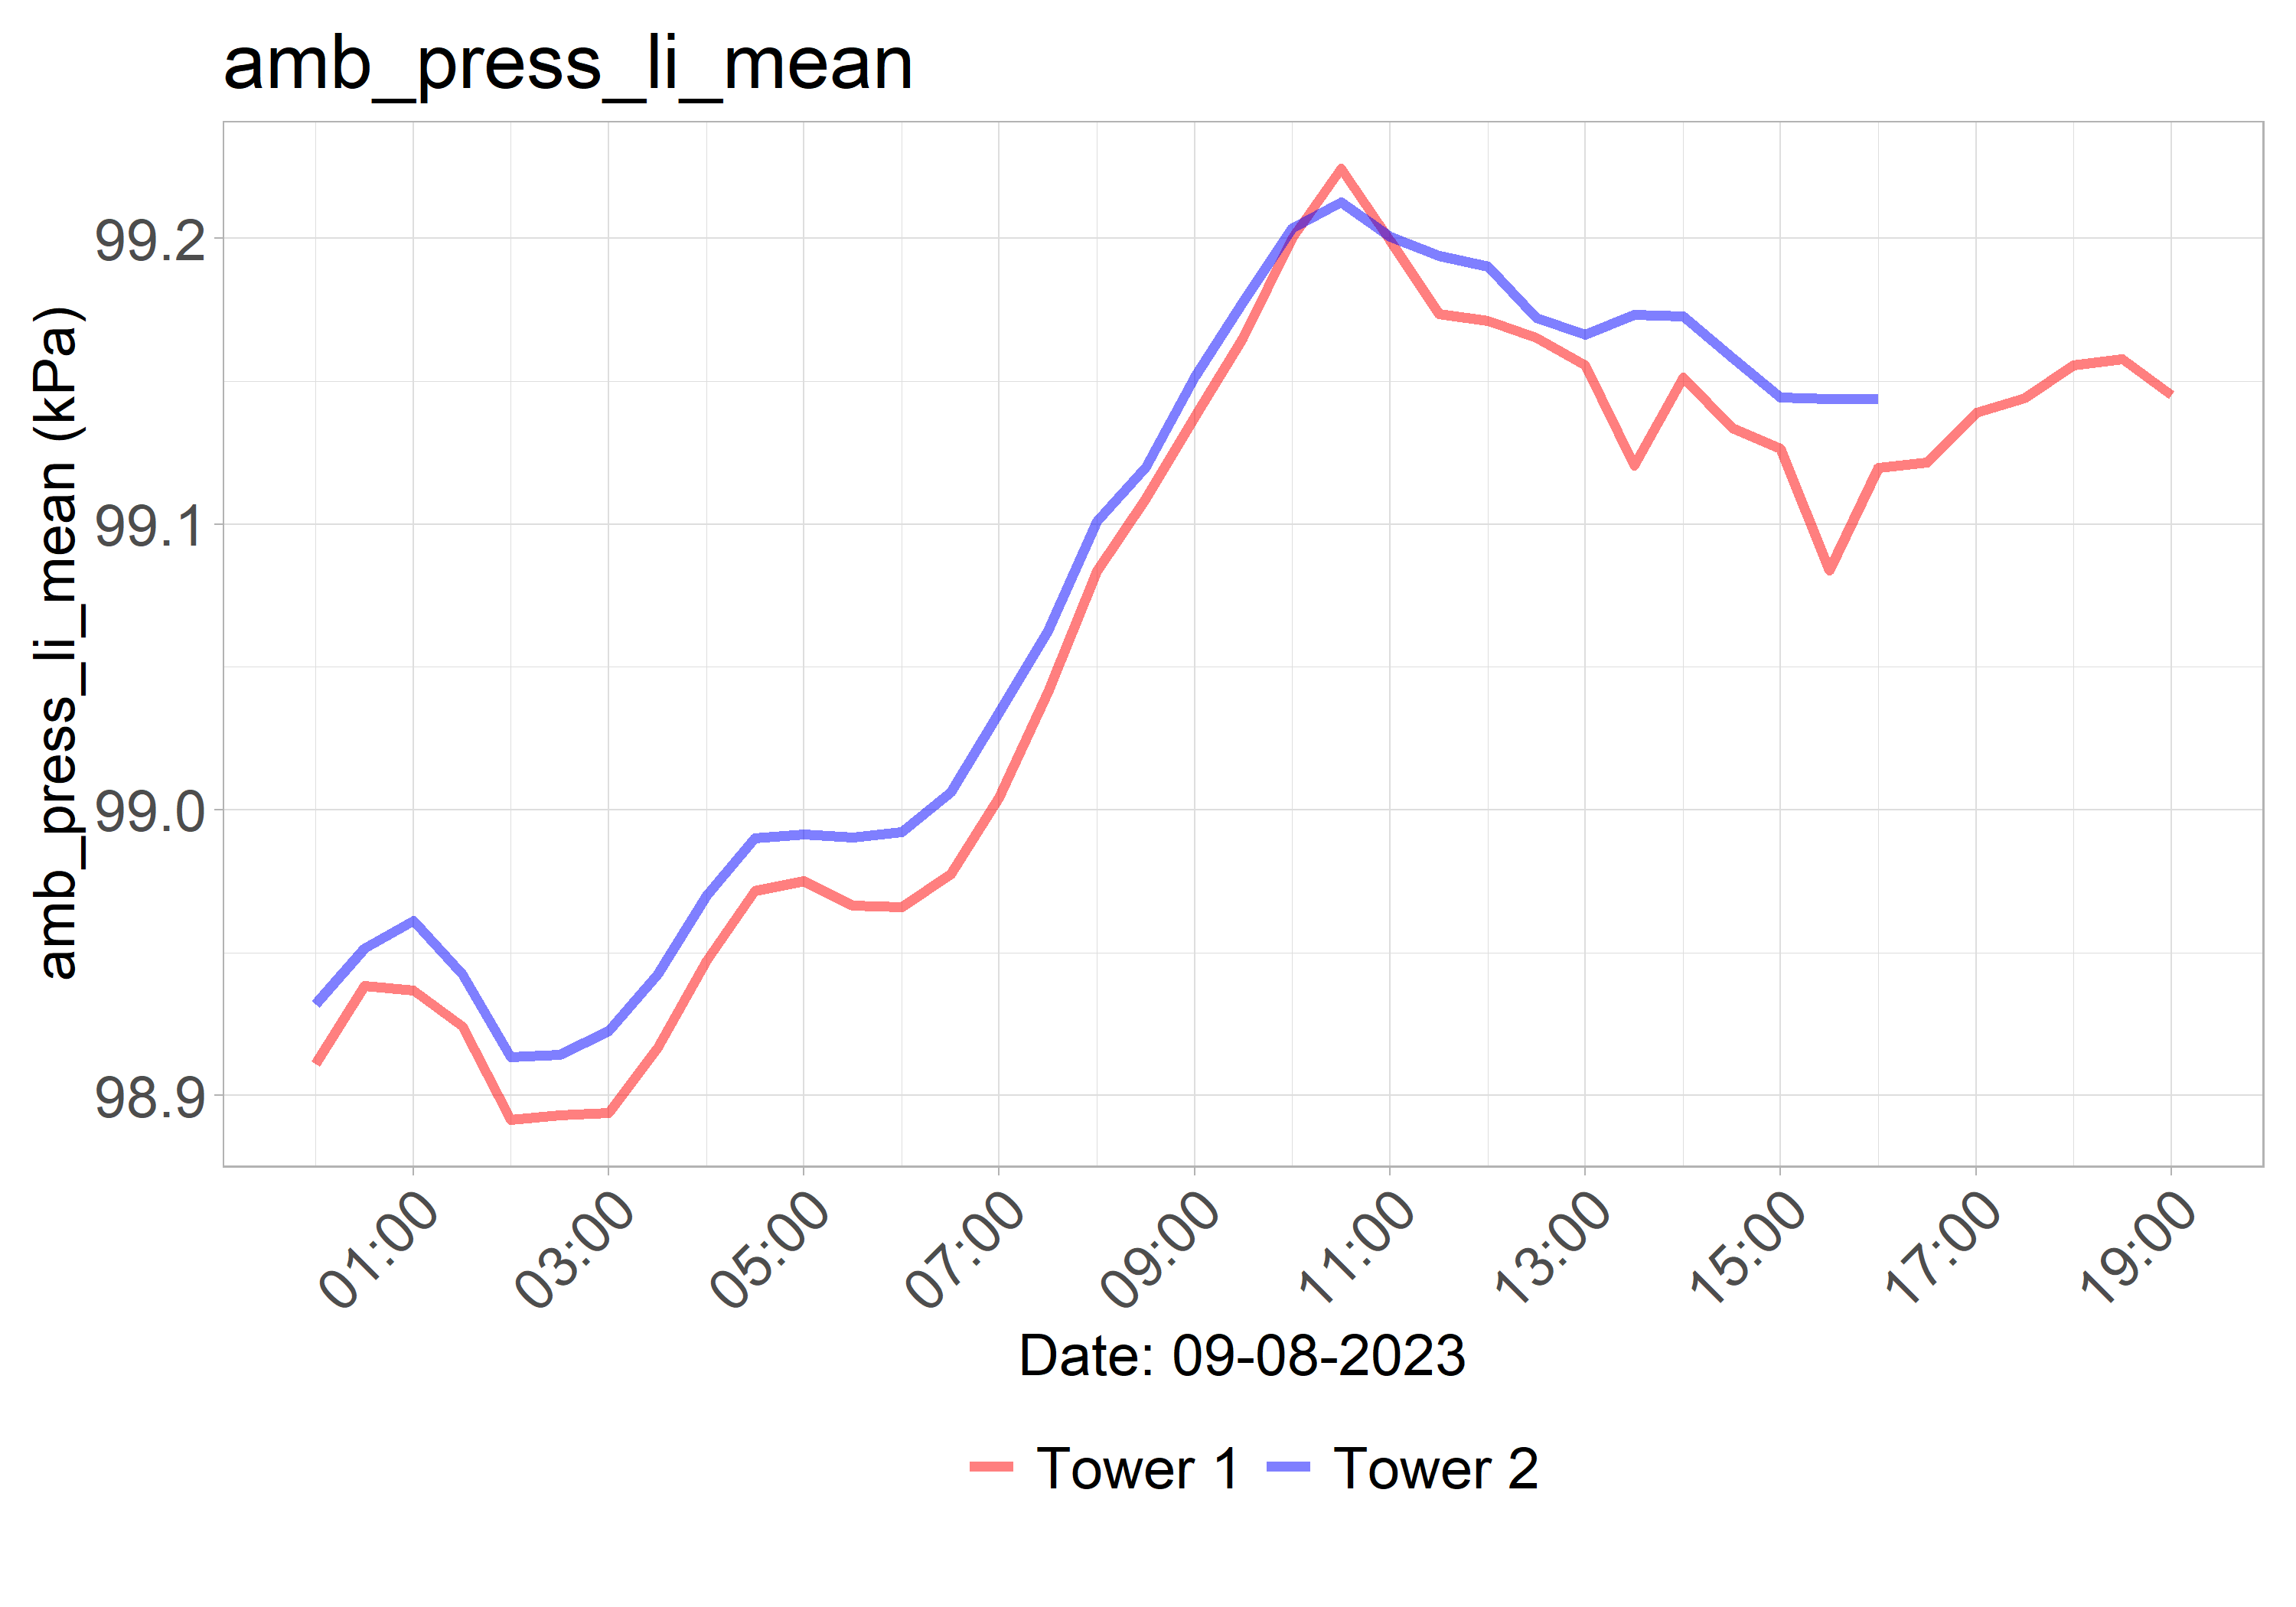 amb_press_li_mean
amb_press_li_mean (kPa)
99.2
99.1
99.0
98.9
01:00
03:00
05:00
07:00
09:00
11:00
13:00
15:00
17:00
19:00
Date: 09-08-2023
Tower 1
Tower 2